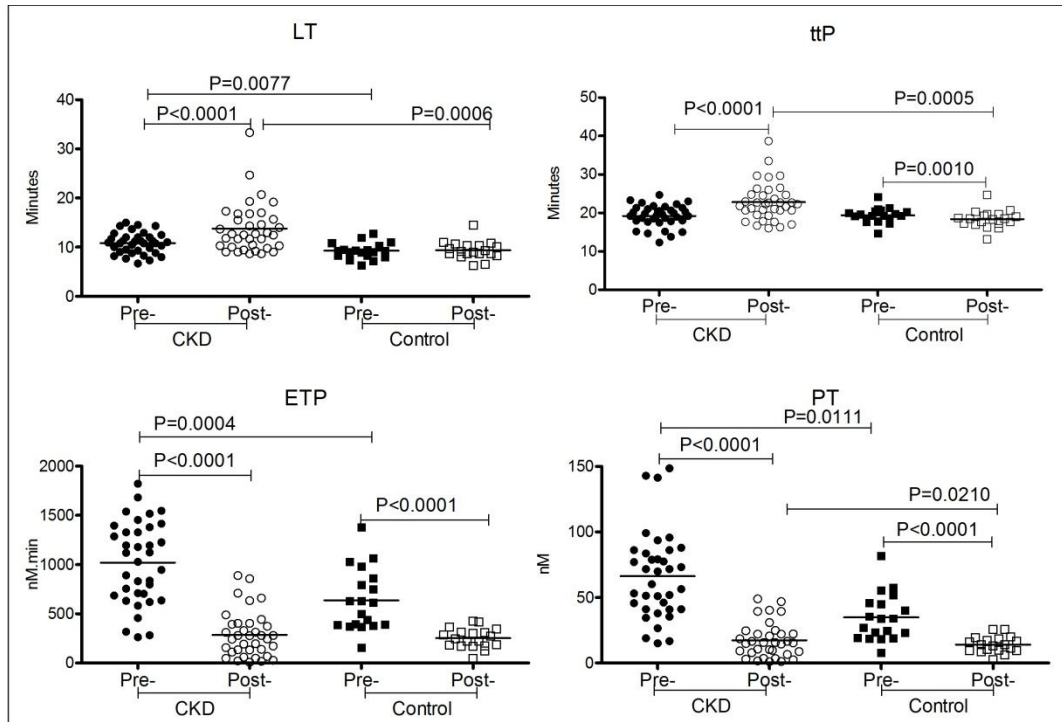 LT
P=0.0077
P<0.0001
P=0.0006
Minutes
40
30
20
10
0
Pre-
Post-
Pre-
Post-
CKD
Control
ttP
P<0.0001
P=0.0005
P=0.0010
Minutes
50
40
30
20
10
0
Pre-
Post-
Pre-
Post-
CKD
Control
ETP
P=0.0004
P<0.0001
P<0.0001
nM.min
2000
1500
1000
500
0
Pre-
Post-
Pre-
Post-
CKD
Control
PT
P=0.0111
P<0.0001
P=0.0210
P<0.0001
nM
150
100
50
0
Pre-
Post-
Pre-
Post-
CKD
Control